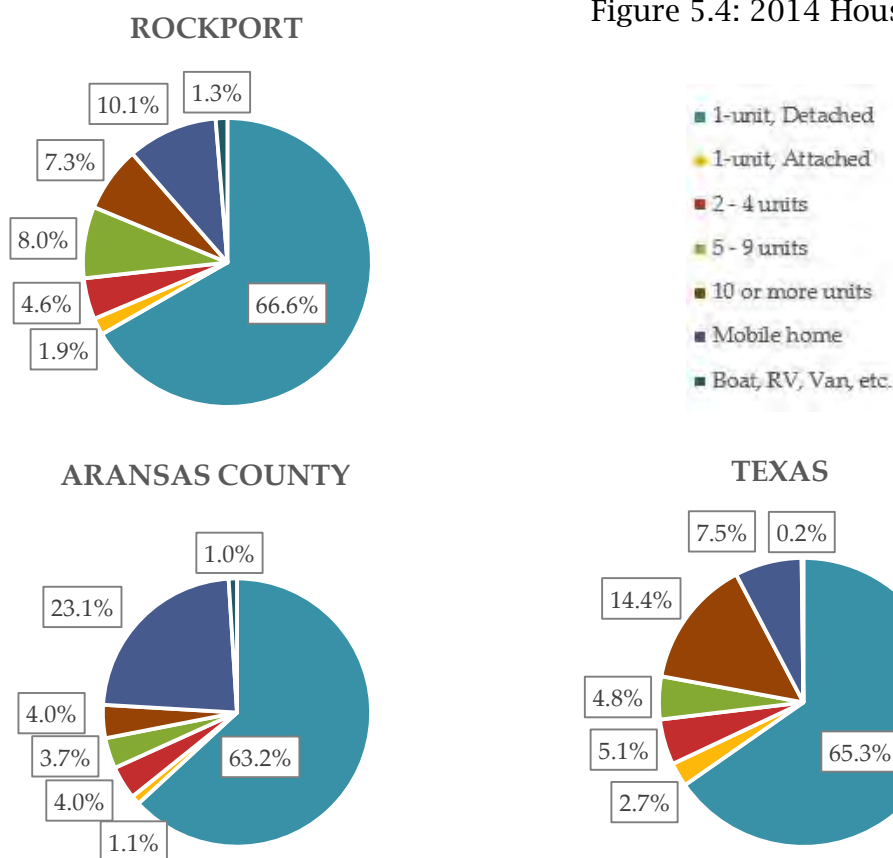 Figure 5.4: 2014 Hous
ROCKPORT
10.1%
1.3%
7.3%
8.0%
4.6%
1.9%
66.6%
1-unit, Detached
1-unit, Attached
2 - 4 units
5 - 9 units
10 or more units
Mobile home
Boat, RV, Van, etc.
ARANSAS COUNTY
1.0%
23.1%
4.0%
3.7%
4.0%
1.1%
63.2%
TEXAS
7.5%
0.2%
14.4%
4.8%
5.1%
2.7%
65.3%